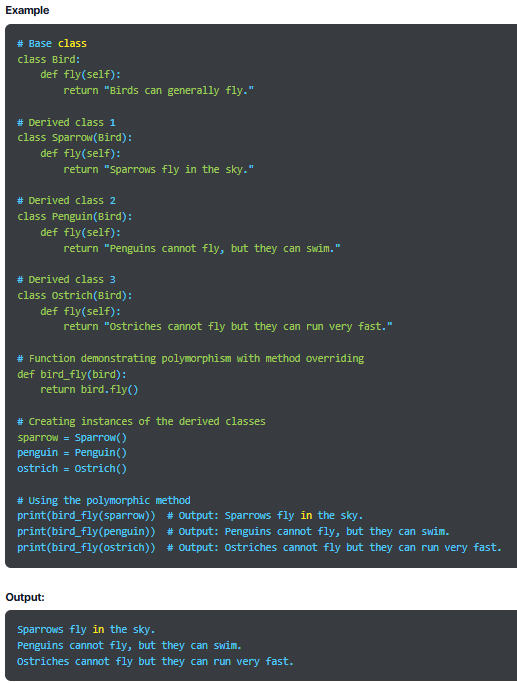 Example
# Base class
class Bird:
    def fly(self):
        return "Birds can generally fly."

# Derived class 1
class Sparrow(Bird):
    def fly(self):
        return "Sparrows fly in the sky."

# Derived class 2
class Penguin(Bird):
    def fly(self):
        return "Penguins cannot fly, but they can swim."

# Derived class 3
class Ostrich(Bird):
    def fly(self):
        return "Ostriches cannot fly but they can run very fast."

# Function demonstrating polymorphism with method overriding
def bird_fly(bird):
    return bird.fly()

# Creating instances of the derived classes
sparrow = Sparrow()
penguin = Penguin()
ostrich = Ostrich()

# Using the polymorphic method
print(bird_fly(sparrow))  # Output: Sparrows fly in the sky.
print(bird_fly(penguin))  # Output: Penguins cannot fly, but they can swim.
print(bird_fly(ostrich))  # Output: Ostriches cannot fly but they can run very fast.

Output:
Sparrows fly in the sky.
Penguins cannot fly, but they can swim.
Ostriches cannot fly but they can run very fast.